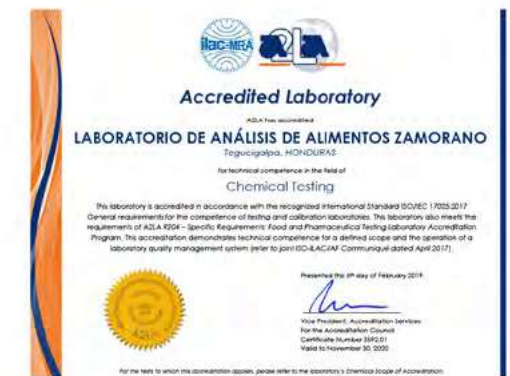 ilac-MRA
A2LA
Accredited Laboratory
A2LA has accredited
LABORATORIO DE ANÁLISIS DE ALIMENTOS ZAMORANO
Tegucigalpa, HONDURAS
for technical competence in the field of
Chemical Testing
This laboratory is accredited in accordance with the recognized International Standard ISO/IEC 17025:2017
General requirements for the competence of testing and calibration laboratories. This laboratory also meets the
requirements of A2LA R204 – Specific Requirements: Food and Pharmaceutical Testing Laboratory Accreditation
Program. This accreditation demonstrates technical competence for a defined scope and the operation of a
laboratory quality management system (refer to joint ISO-ILAC-IAF Communiqué dated April 2017).
Presented this 6th day of February 2019.
Vice President, Accreditation Services
For the Accreditation Council
Certificate Number 3592.01
Valid to November 30, 2020
A2LA
For the tests to which this accreditation applies, please refer to the laboratory's Chemical Scope of Accreditation.